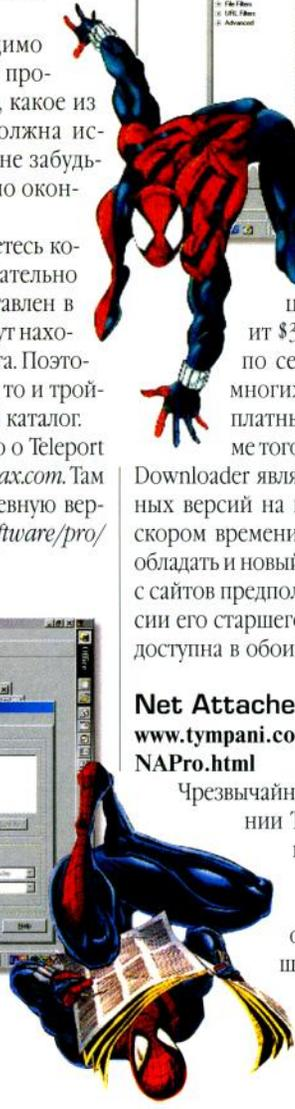 File Filters
URL Filters
Advanced
димо
про-
, какое из
олжна ис-
не забудь-
о окон-
етесь ко-
ательно
тавлен в
ут нахо-
та. Поэто-
то и трой-
каталог.
о о Teleport
ax.com. Там
евную вер-
ftware/pro/
ц
ит $3
по се
многих
платны
ме того
Downloader явля
ных версий на
скором времени
обладать и новый
с сайтов предпол
сии его старшего
доступна в обои
Office
Help
Net Attache
www.tympani.co
NAPro.html
Чрезвычайн
нии T
о
ш